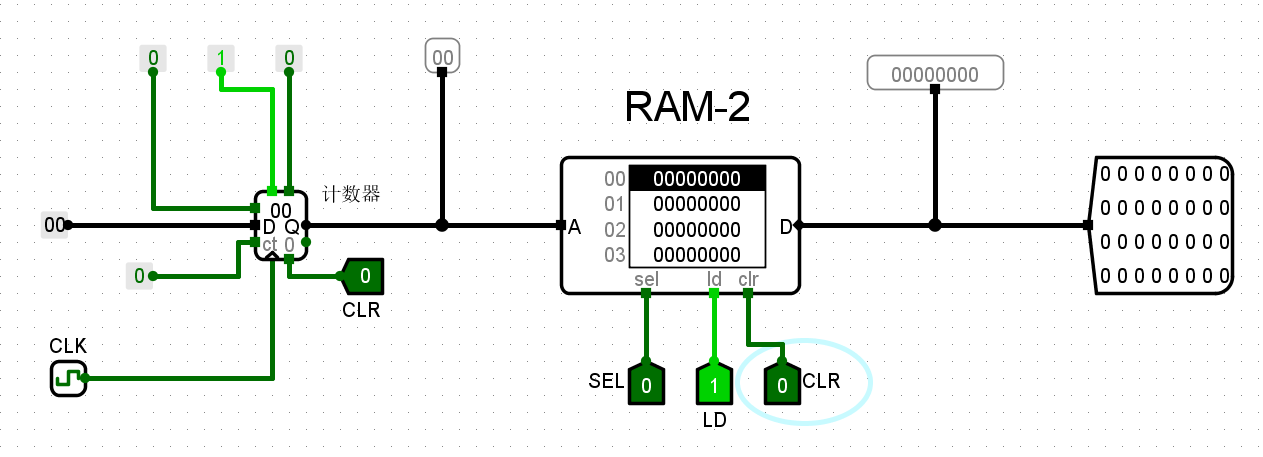 0 1 0
00
00000000
RAM-2
计数器
00
00
D Q
ct 0
0
0
CLR
CLK
00 00000000
01 00000000
02 00000000
03 00000000
A
D
sel ld clr
SEL 0
1
LD
0 CLR
0 0 0 0 0 0 0 0
0 0 0 0 0 0 0 0
0 0 0 0 0 0 0 0
0 0 0 0 0 0 0 0